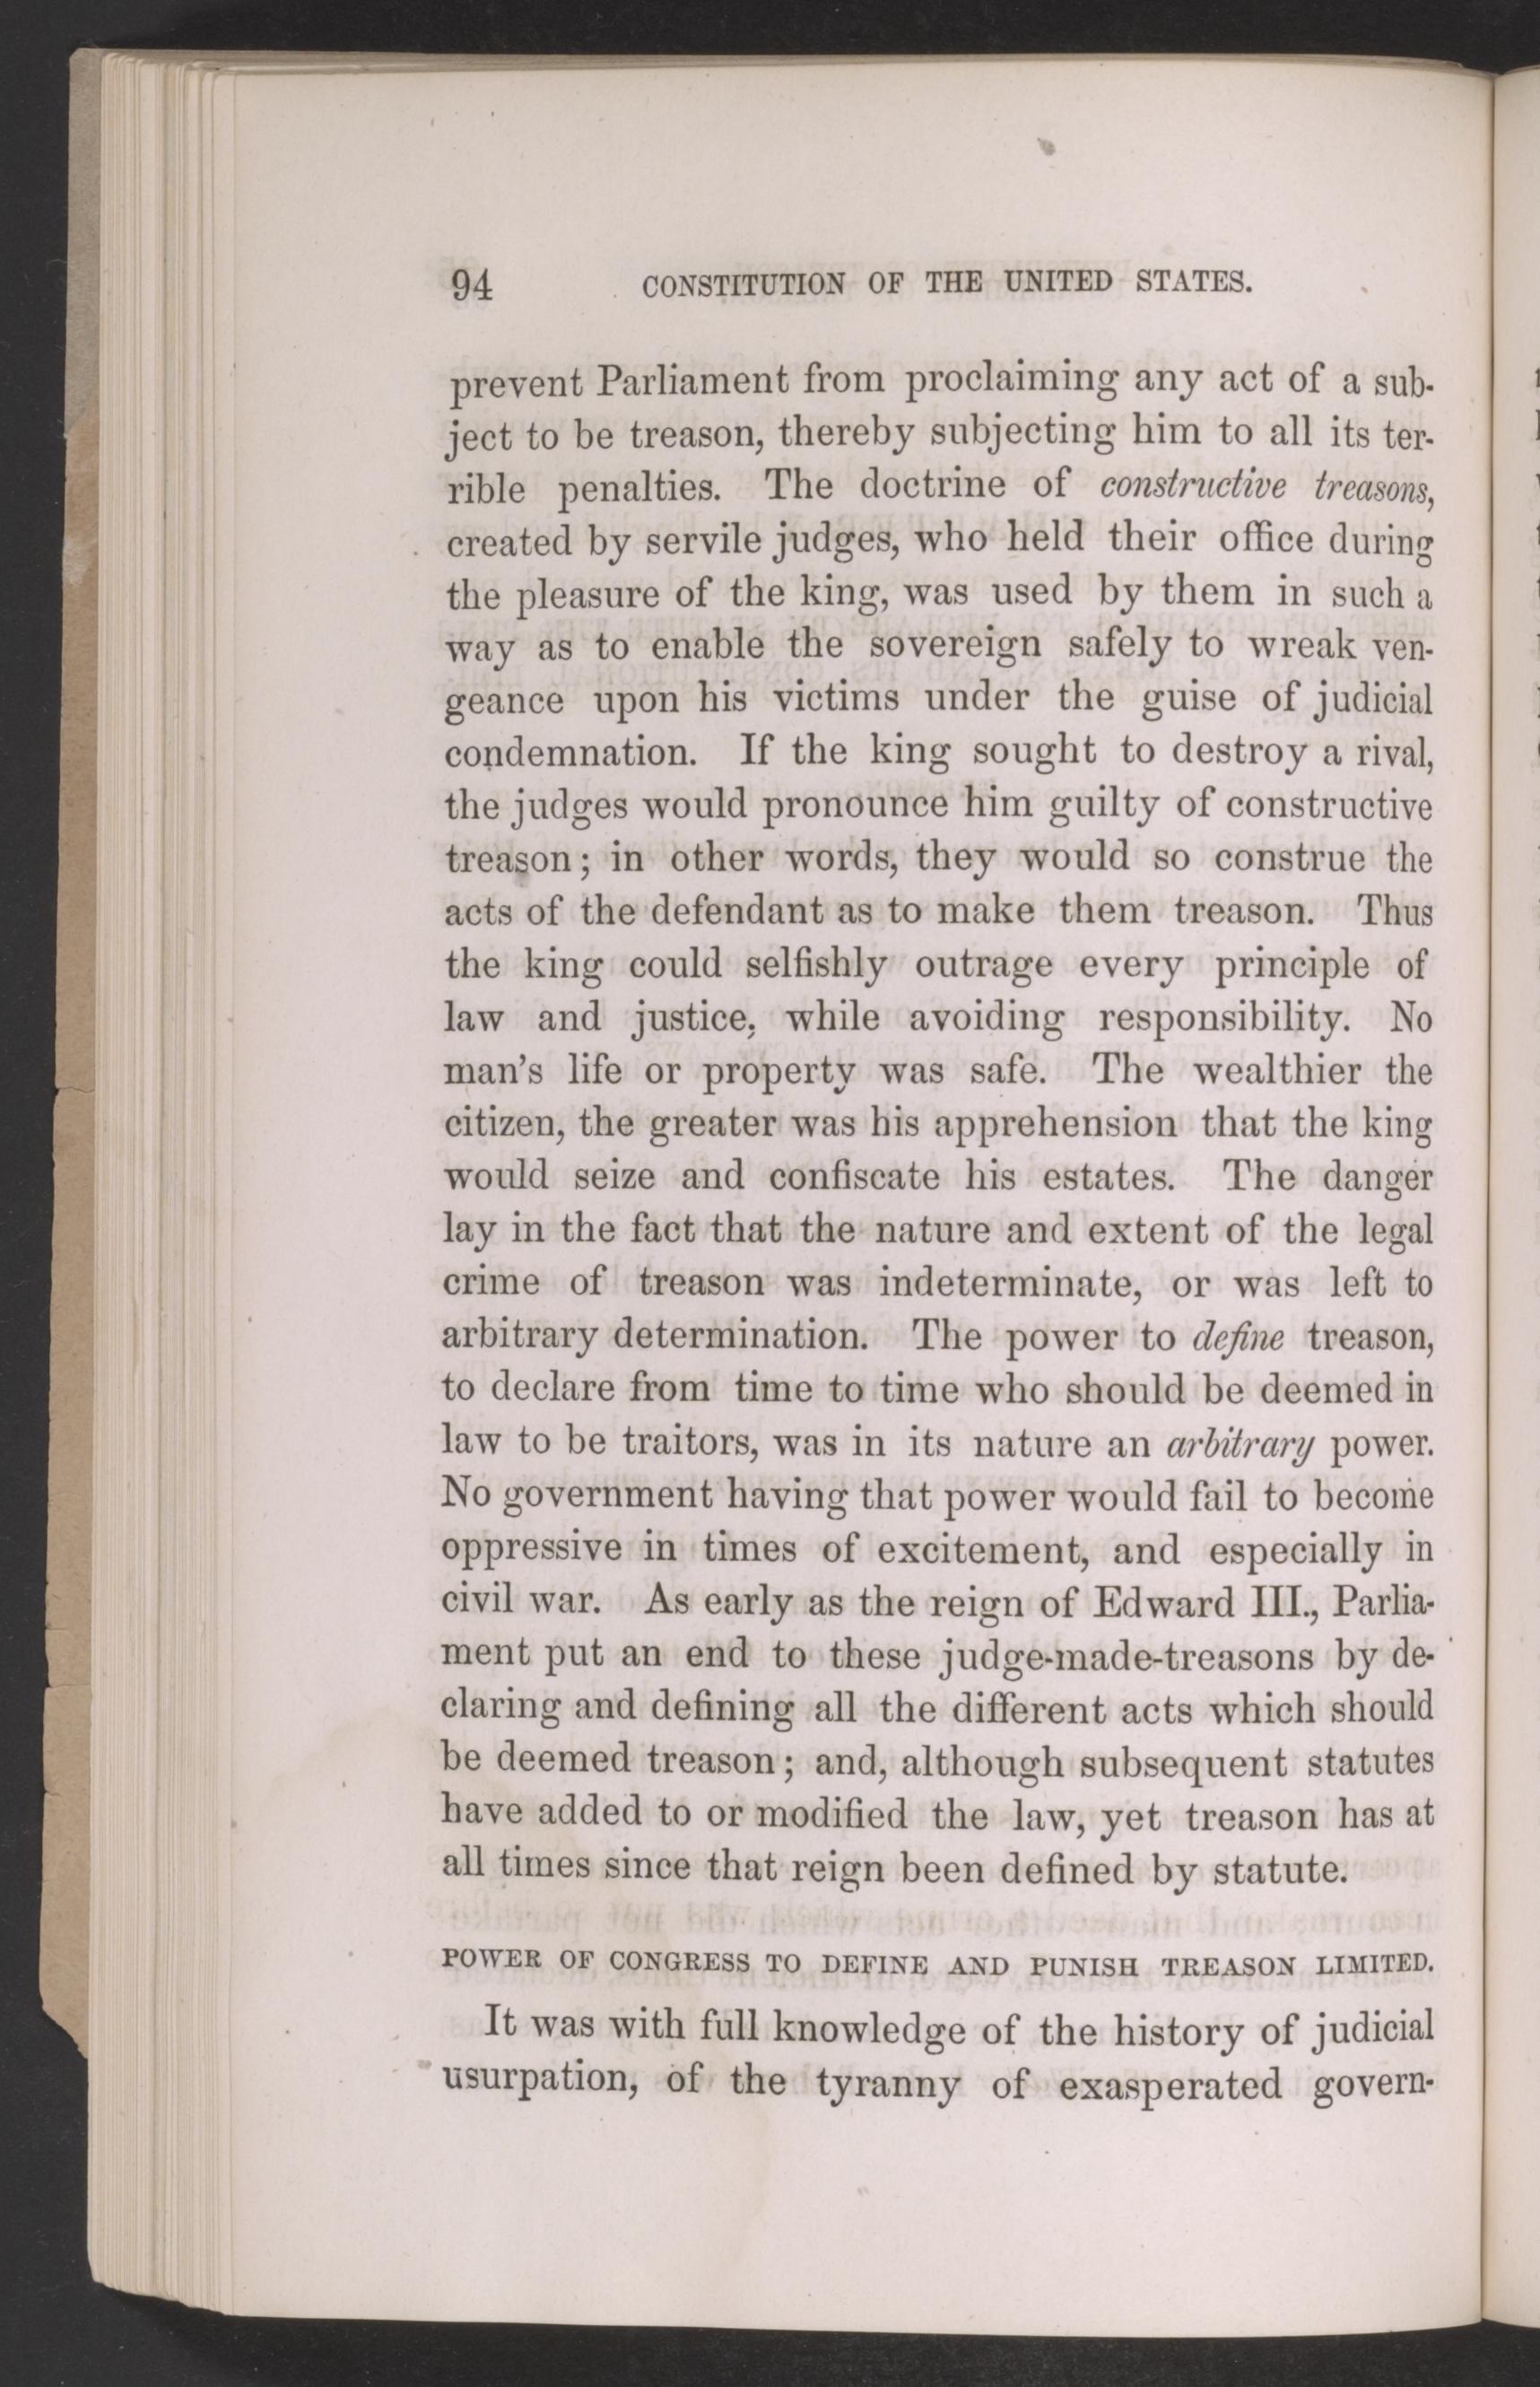 94 CONSTITUTION OF THE UNITED STATES.
prevent Parliament from proclaiming any act of a sub-
ject to be treason, thereby subjecting him to all its ter-
rible penalties. The doctrine of constructive treasons,
created by servile judges, who held their office during
the pleasure of the king, was used by them in such a
way as to enable the sovereign safely to wreak ven-
geance upon his victims under the guise of judicial
condemnation. If the king sought to destroy a rival,
the judges would pronounce him guilty of constructive
treason; in other words, they would so construe the
acts of the defendant as to make them treason. Thus
the king could selfishly outrage every principle of
law and justice, while avoiding responsibility. No
man's life or property was safe. The wealthier the
citizen, the greater was his apprehension that the king
would seize and confiscate his estates. The danger
lay in the fact that the nature and extent of the legal
crime of treason was indeterminate, or was left to
arbitrary determination. The power to define treason,
to declare from time to time who should be deemed in
law to be traitors, was in its nature an arbitrary power.
No government having that power would fail to become
oppressive in times of excitement, and especially in
civil war. As early as the reign of Edward III., Parlia-
ment put an end to these judge-made-treasons by de-
claring and defining all the different acts which should
be deemed treason; and, although subsequent statutes
have added to or modified the law, yet treason has at
all times since that reign been defined by statute.
POWER OF CONGRESS TO DEFINE AND PUNISH TREASON LIMITED.
It was with full knowledge of the history of judicial
usurpation, of the tyranny of exasperated govern-